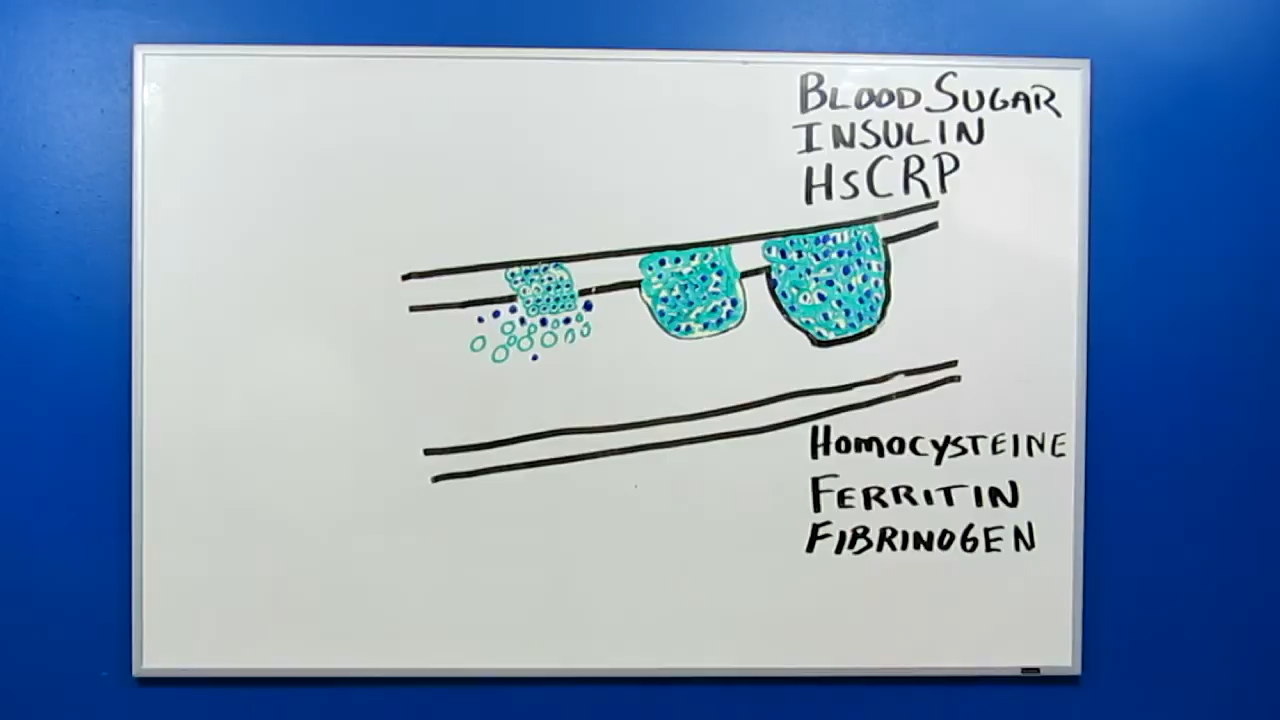 BLOOD SUGAR
INSULIN
HsCRP
HOMOCYSTEINE
FERRITIN
FIBRINOGEN